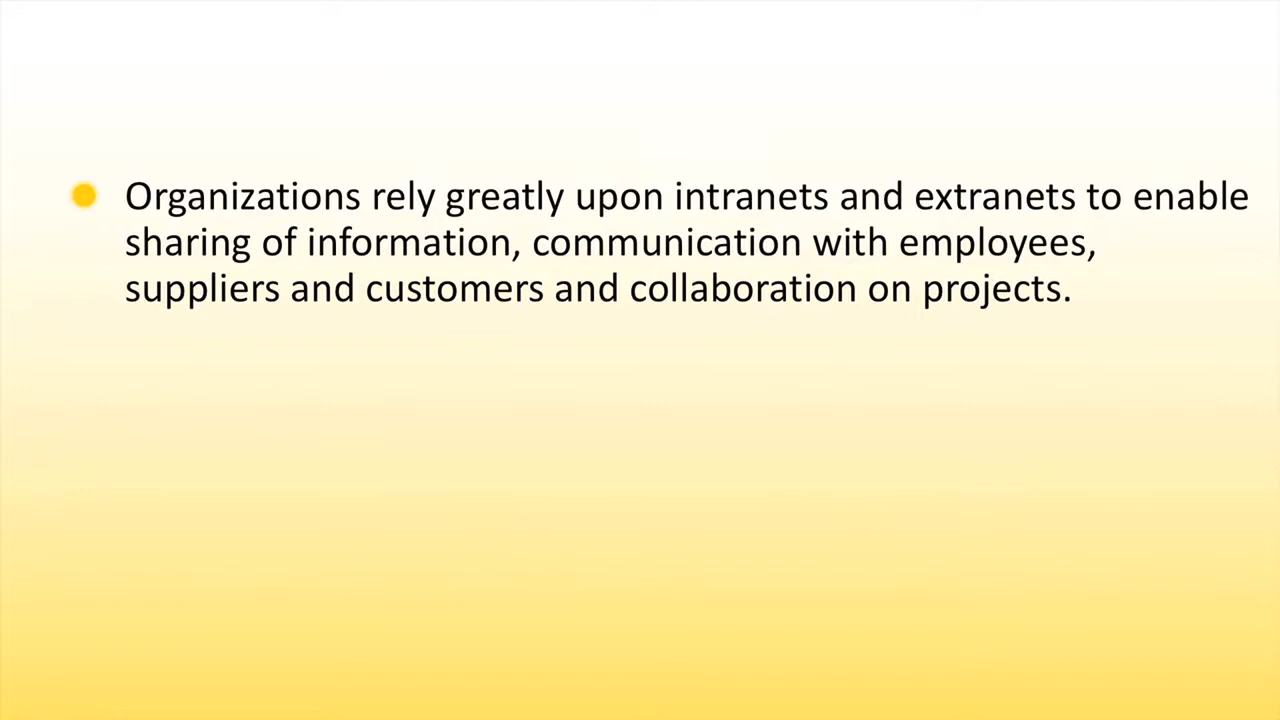 Organizations rely greatly upon intranets and extranets to enable
sharing of information, communication with employees,
suppliers and customers and collaboration on projects.